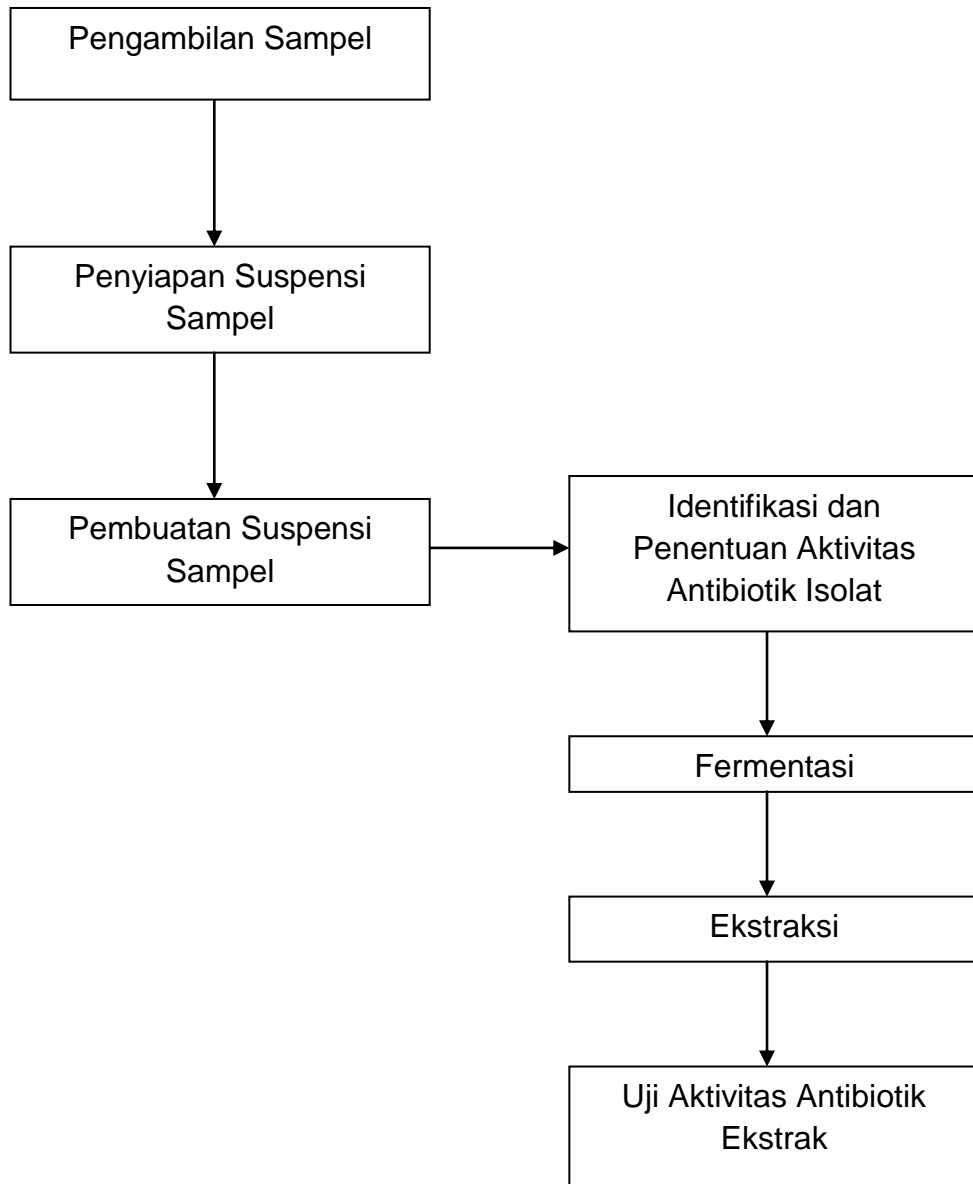 Pengambilan Sampel
Penyiapan Suspensi
Sampel
Pembuatan Suspensi
Sampel
Identifikasi dan
Penentuan Aktivitas
Antibiotik Isolat
Fermentasi
Ekstraksi
Uji Aktivitas Antibiotik
Ekstrak